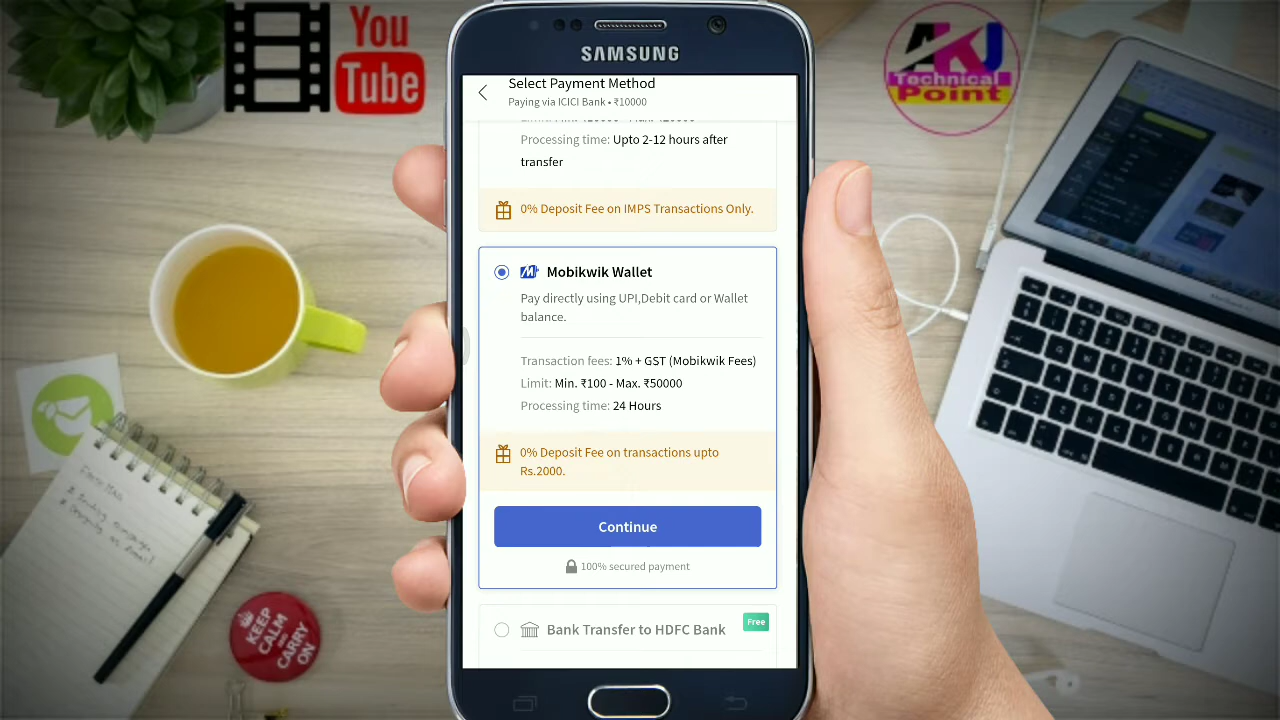 You
Tube
AKJ
Technical
Point
SAMSUNG
Select Payment Method
Paying via ICICI Bank • ₹10000
Processing time: Upto 2-12 hours after
transfer
0% Deposit Fee on IMPS Transactions Only.
Mobikwik Wallet
Pay directly using UPI,Debit card or Wallet
balance.
Transaction fees: 1% + GST (Mobikwik Fees)
Limit: Min. ₹100 - Max. ₹50000
Processing time: 24 Hours
0% Deposit Fee on transactions upto
Rs.2000.
Continue
100% secured payment
Bank Transfer to HDFC Bank
Free
KEEP
CALM
AND
CARRY
ON